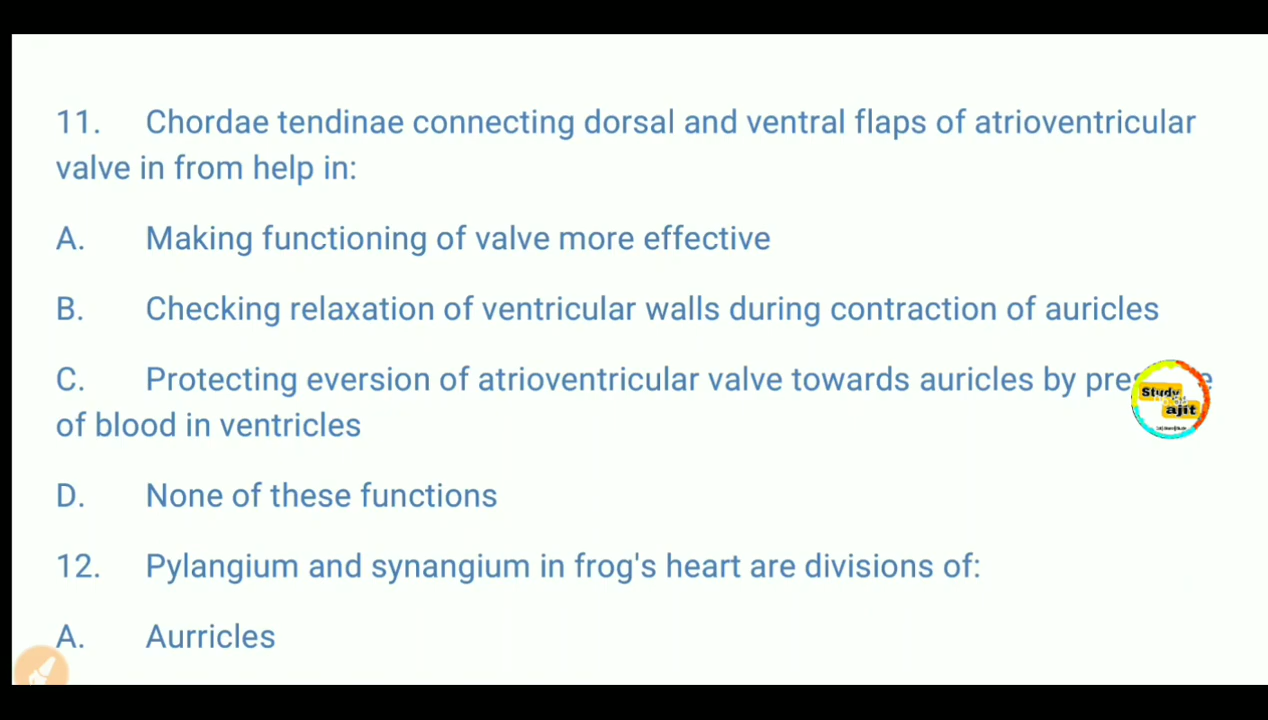 11. Chordae tendinae connecting dorsal and ventral flaps of atrioventricular
valve in from help in:
A. Making functioning of valve more effective
B. Checking relaxation of ventricular walls during contraction of auricles
C. Protecting eversion of atrioventricular valve towards auricles by
of blood in ventricles
Study
ajit
D. None of these functions
12. Pylangium and synangium in frog's heart are divisions of:
A. Aurricles